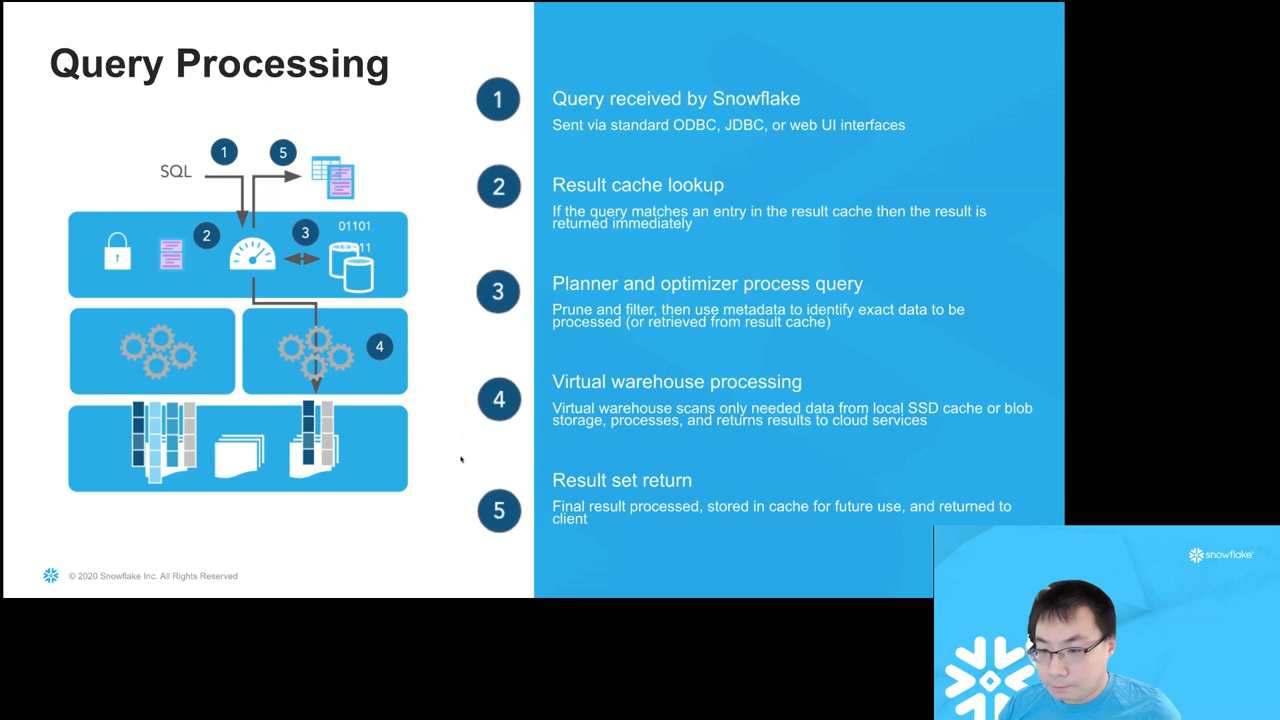 Query Processing
SQL
1
5
2
3
01101
11
4
© 2020 Snowflake Inc. All Rights Reserved
1
Query received by Snowflake
Sent via standard ODBC, JDBC, or web UI interfaces
2
Result cache lookup
If the query matches an entry in the result cache then the result is
returned immediately
3
Planner and optimizer process query
Prune and filter, then use metadata to identify exact data to be
processed (or retrieved from result cache)
4
Virtual warehouse processing
Virtual warehouse scans only needed data from local SSD cache or blob
storage, processes, and returns results to cloud services
5
Result set return
Final result processed, stored in cache for future use, and returned to
client
snowflake